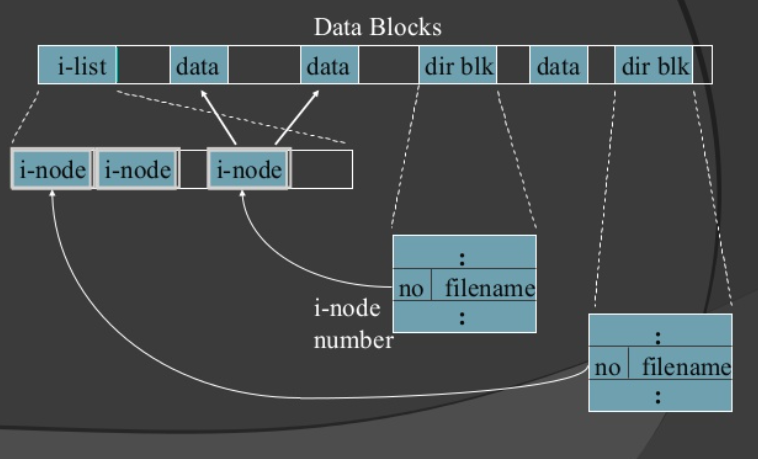 Data Blocks
i-list data data dir blk data dir blk
i-node i-node i-node
:
no filename
:
i-node
number
:
no filename
: